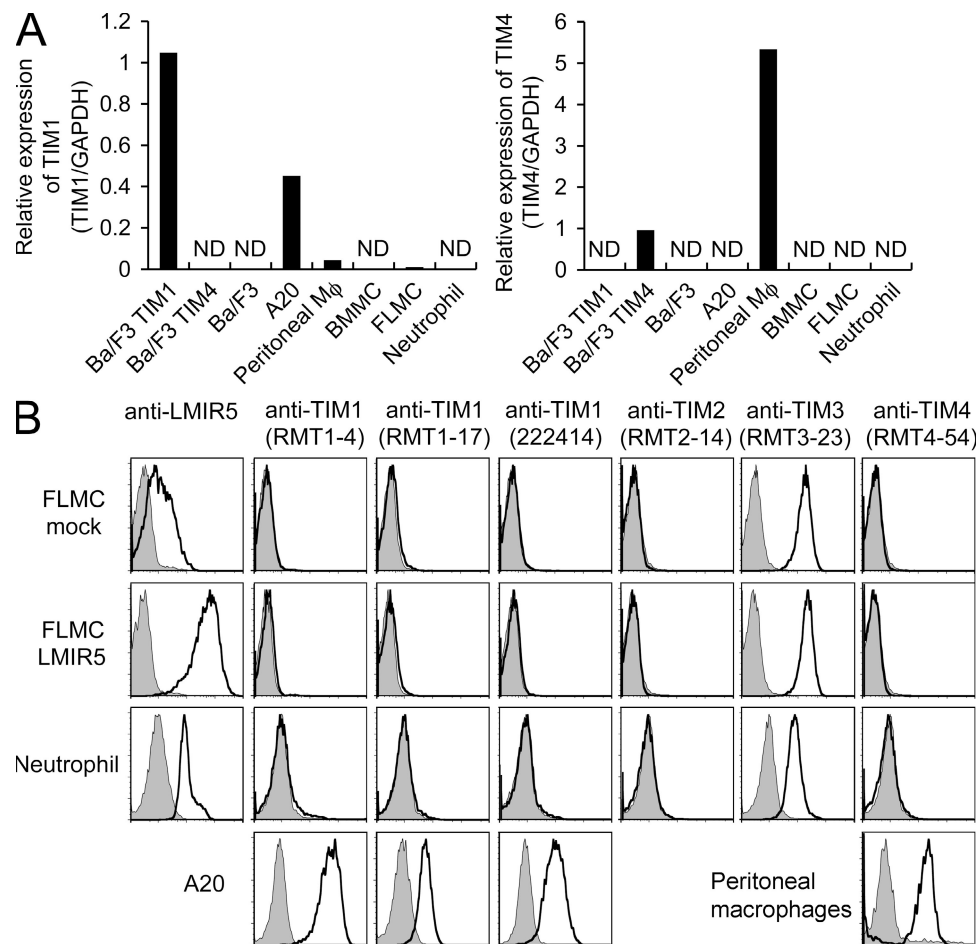 A
Relative expression
of TIM1
(TIM1/GAPDH)
1.2
1
0.8
0.6
0.4
0.2
0
ND
ND
ND
ND
Ba/F3 TIM1
Ba/F3 TIM4
Ba/F3
A20
Peritoneal Mϕ
BMMC
FLMC
Neutrophil
Relative expression of TIM4
(TIM4/GAPDH)
6
5
4
3
2
1
0
ND
ND
ND
ND
ND
ND
Ba/F3 TIM1
Ba/F3 TIM4
Ba/F3
A20
Peritoneal Mϕ
BMMC
FLMC
Neutrophil
B
anti-LMIR5
anti-TIM1
(RMT1-4)
anti-TIM1
(RMT1-17)
anti-TIM1
(222414)
anti-TIM2
(RMT2-14)
anti-TIM3
(RMT3-23)
anti-TIM4
(RMT4-54)
FLMC
mock
FLMC
LMIR5
Neutrophil
A20
Peritoneal
macrophages